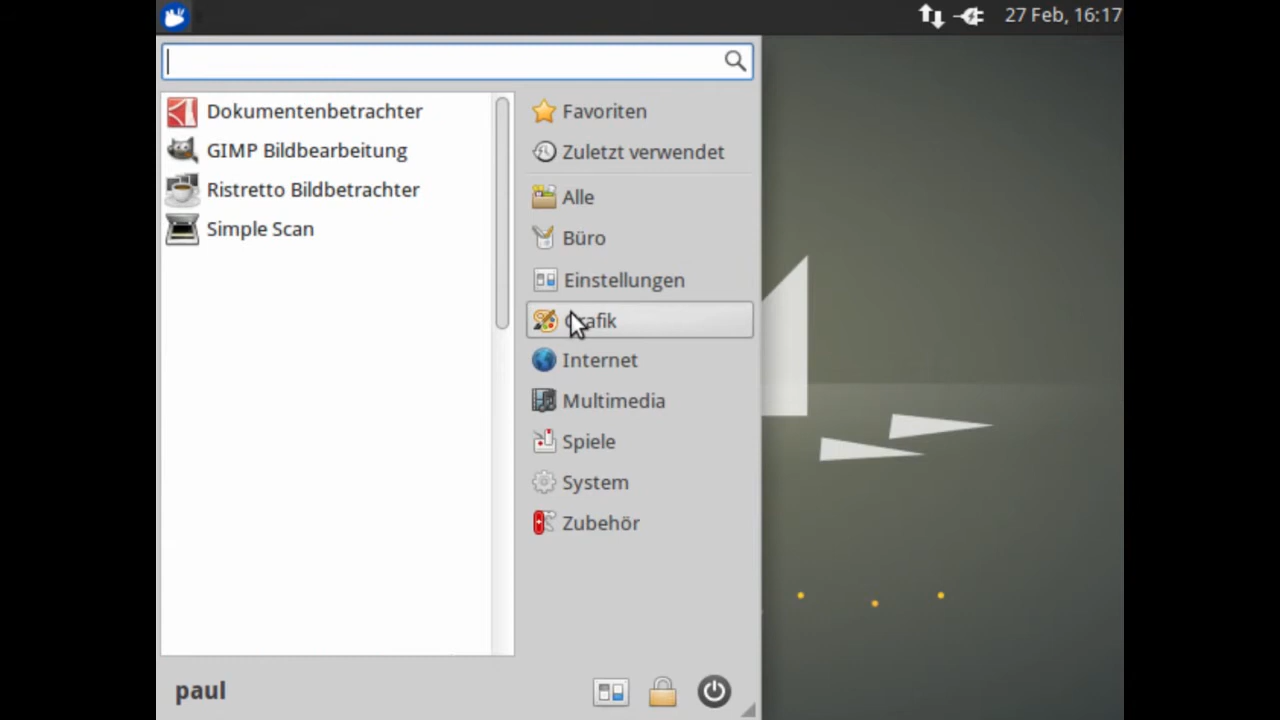 27 Feb, 16:17
Dokumentenbetrachter
GIMP Bildbearbeitung
Ristretto Bildbetrachter
Simple Scan
Favoriten
Zuletzt verwendet
Alle
Büro
Einstellungen
Grafik
Internet
Multimedia
Spiele
System
Zubehör
paul